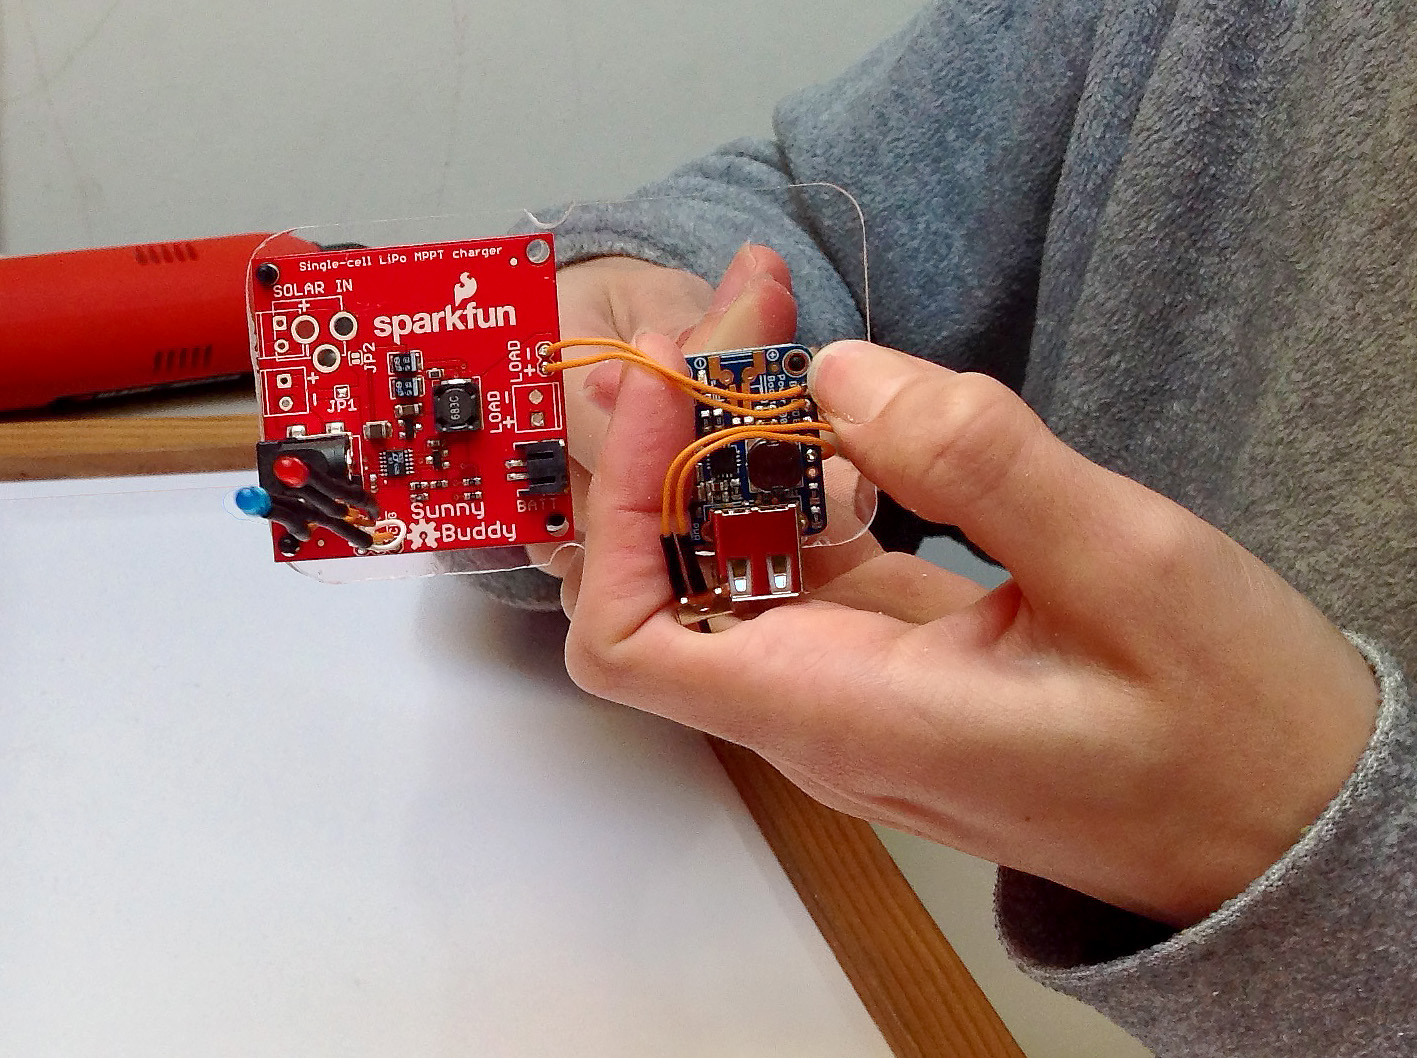 Single-cell LiPo MPPT charger
SOLAR IN
+
sparkfun
JP2
LOAD
+ -
+
-
JP1
683C
LOAD
+ -
BATT
Sunny
Buddy